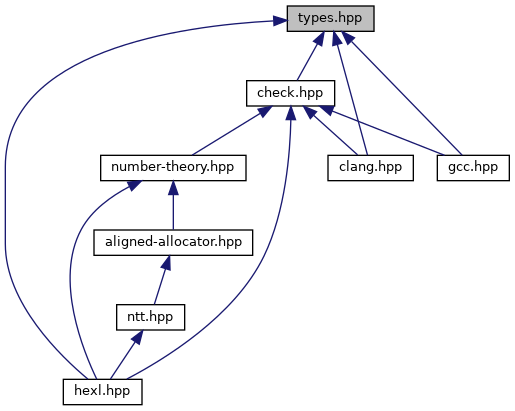 types.hpp
check.hpp
number-theory.hpp
clang.hpp
gcc.hpp
aligned-allocator.hpp
ntt.hpp
hexl.hpp